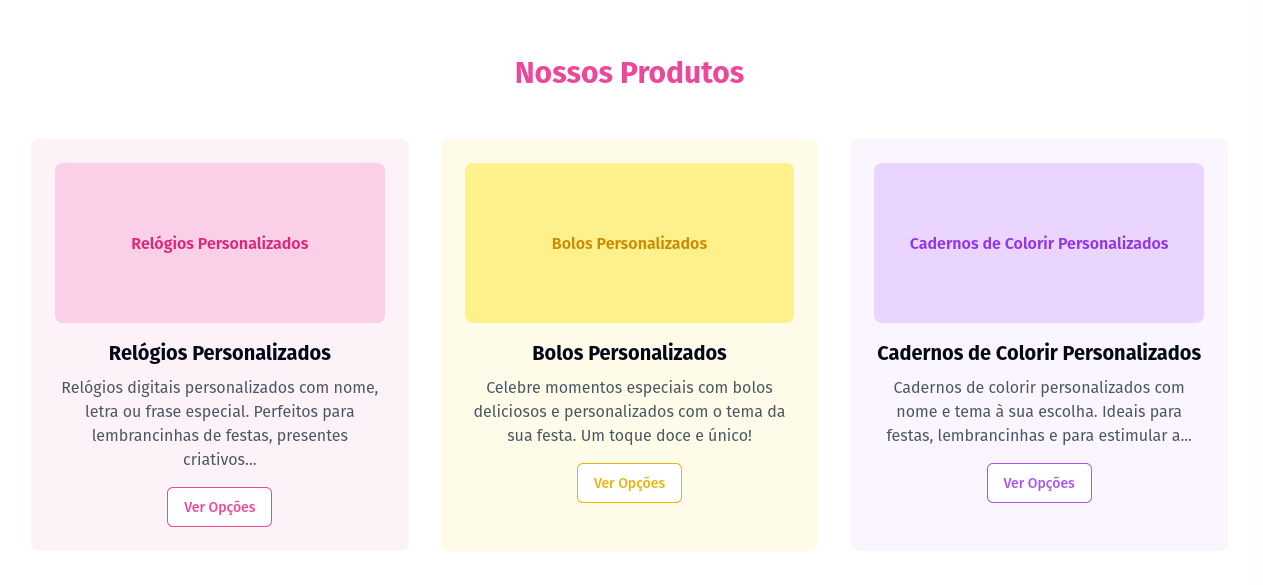 Nossos Produtos
Relógios Personalizados
Relógios Personalizados
Relógios digitais personalizados com nome,
letra ou frase especial. Perfeitos para
lembrancinhas de festas, presentes
criativos...
Ver Opções
Bolos Personalizados
Bolos Personalizados
Celebre momentos especiais com bolos
deliciosos e personalizados com o tema da
sua festa. Um toque doce e único!
Ver Opções
Cadernos de Colorir Personalizados
Cadernos de Colorir Personalizados
Cadernos de colorir personalizados com
nome e tema à sua escolha. Ideais para
festas, lembrancinhas e para estimular a...
Ver Opções